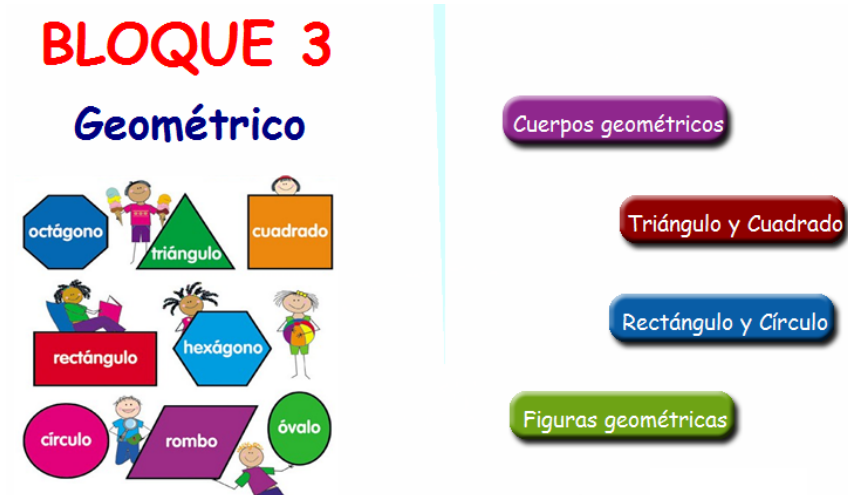 BLOQUE 3
Geométrico
octágono
triángulo
cuadrado
rectángulo
hexágono
círculo
rombo
óvalo
Cuerpos geométricos
Triángulo y Cuadrado
Rectángulo y Círculo
Figuras geométricas